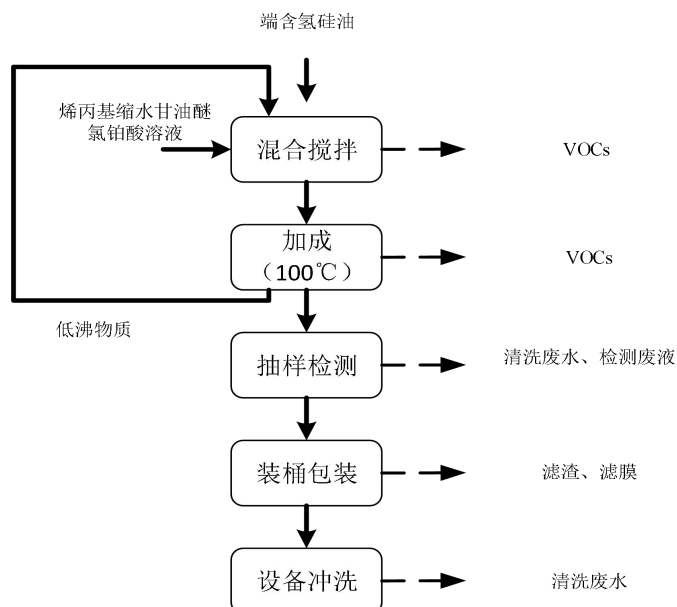 端含氢硅油
烯丙基缩水甘油醚
氯铂酸溶液
混合搅拌
VOCs
加成
（100℃）
VOCs
低沸物质
抽样检测
清洗废水、检测废液
装桶包装
滤渣、滤膜
设备冲洗
清洗废水